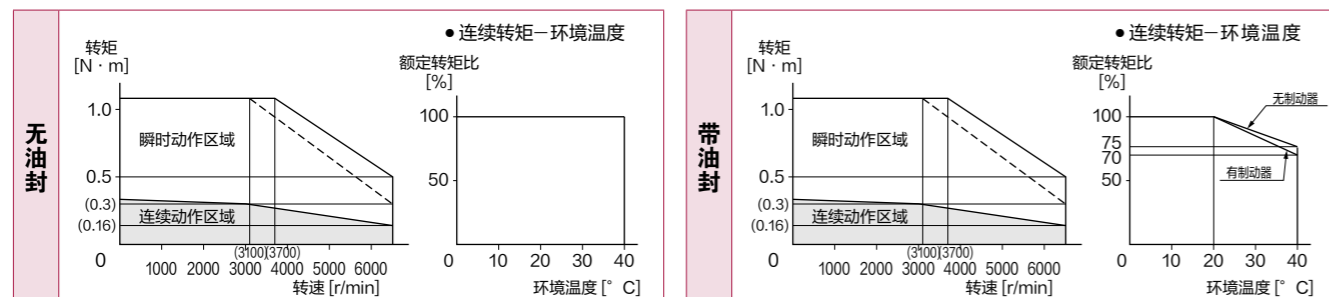 无油封
转矩
[N · m]
1.0
0.5
(0.3)
(0.16)
0
瞬时动作区域
连续动作区域
(3100)(3700)
1000 2000 3000 4000 5000 6000
转速 [r/min]
● 连续转矩－环境温度
额定转矩比
[%]
100
50
0 10 20 30 40
环境温度 [° C]
带油封
转矩
[N · m]
1.0
0.5
(0.3)
(0.16)
0
瞬时动作区域
连续动作区域
(3100)(3700)
1000 2000 3000 4000 5000 6000
转速 [r/min]
● 连续转矩－环境温度
额定转矩比
[%]
无制动器
100
75
70
有制动器
50
0 10 20 30 40
环境温度 [° C]